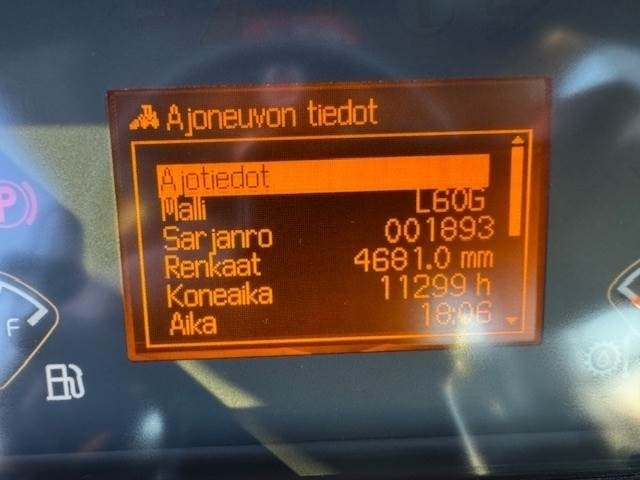 Ajoneuvon tiedot
Ajotiedot
Malli L60G
Sarjanro 001893
Renkaat 4681.0 mm
Koneaika 11299 h
Aika 18:06
P
F